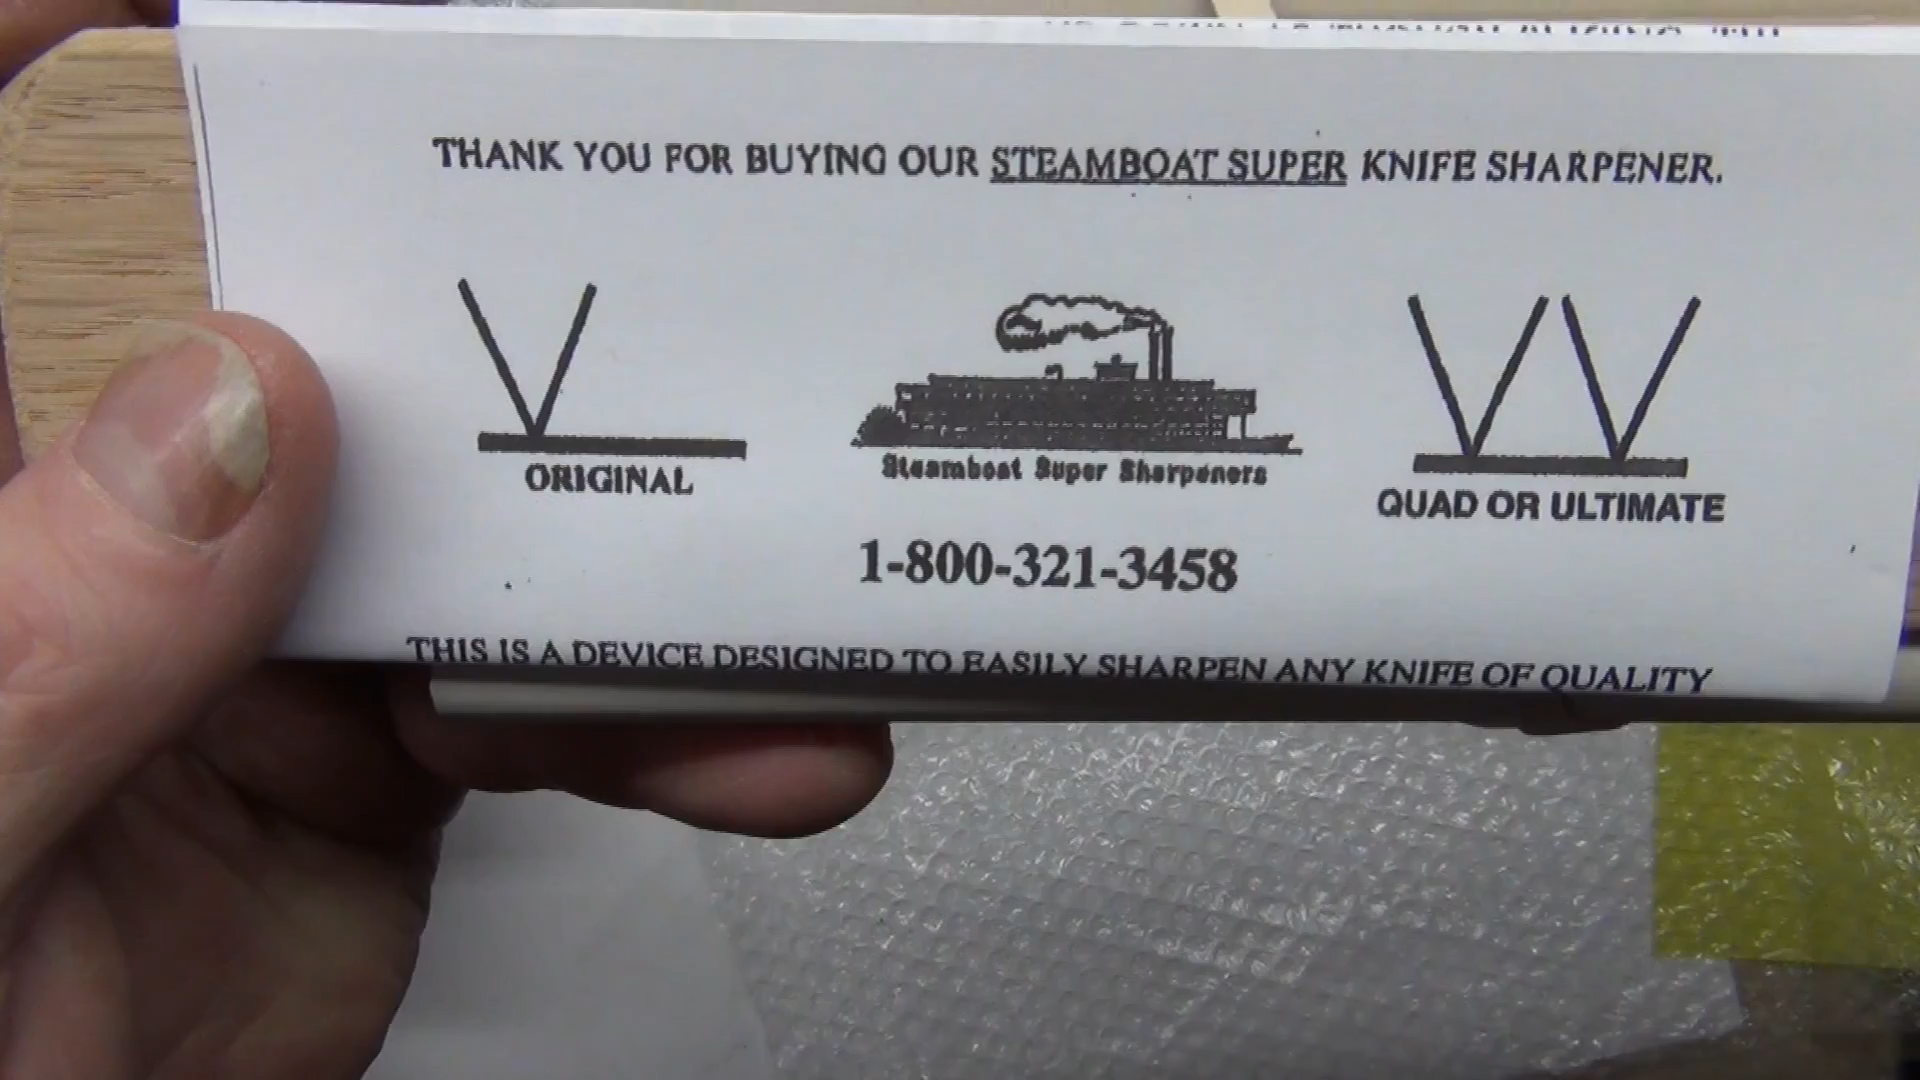 THANK YOU FOR BUYING OUR STEAMBOAT SUPER KNIFE SHARPENER.
ORIGINAL
Steamboat Super Sharpeners
QUAD OR ULTIMATE
1-800-321-3458
THIS IS A DEVICE DESIGNED TO EASILY SHARPEN ANY KNIFE OF QUALITY